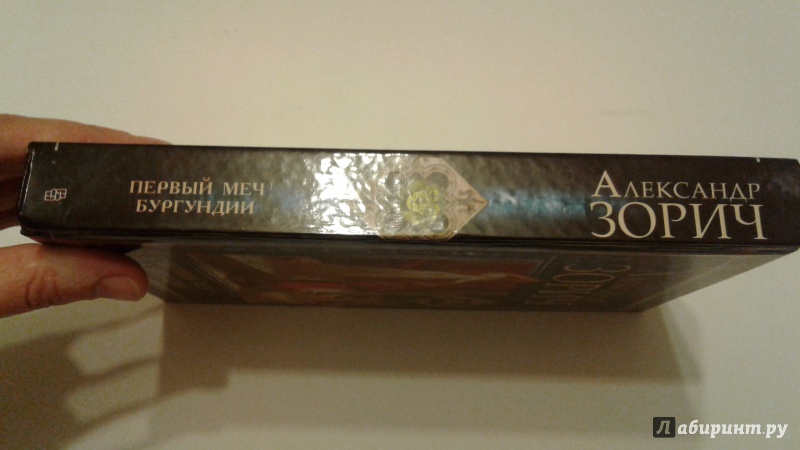 ПЕРВЫЙ МЕЧ
БУРГУНДИИ
АЛЕКСАНДР
ЗОРИЧ
Лабиринт.ру